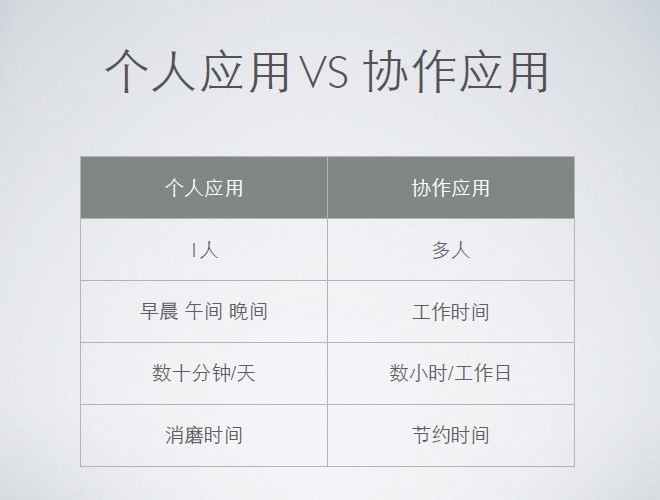 个人应用 VS 协作应用
个人应用 协作应用
1人 多人
早晨 午间 晚间 工作时间
数十分钟/天 数小时/工作日
消磨时间 节约时间